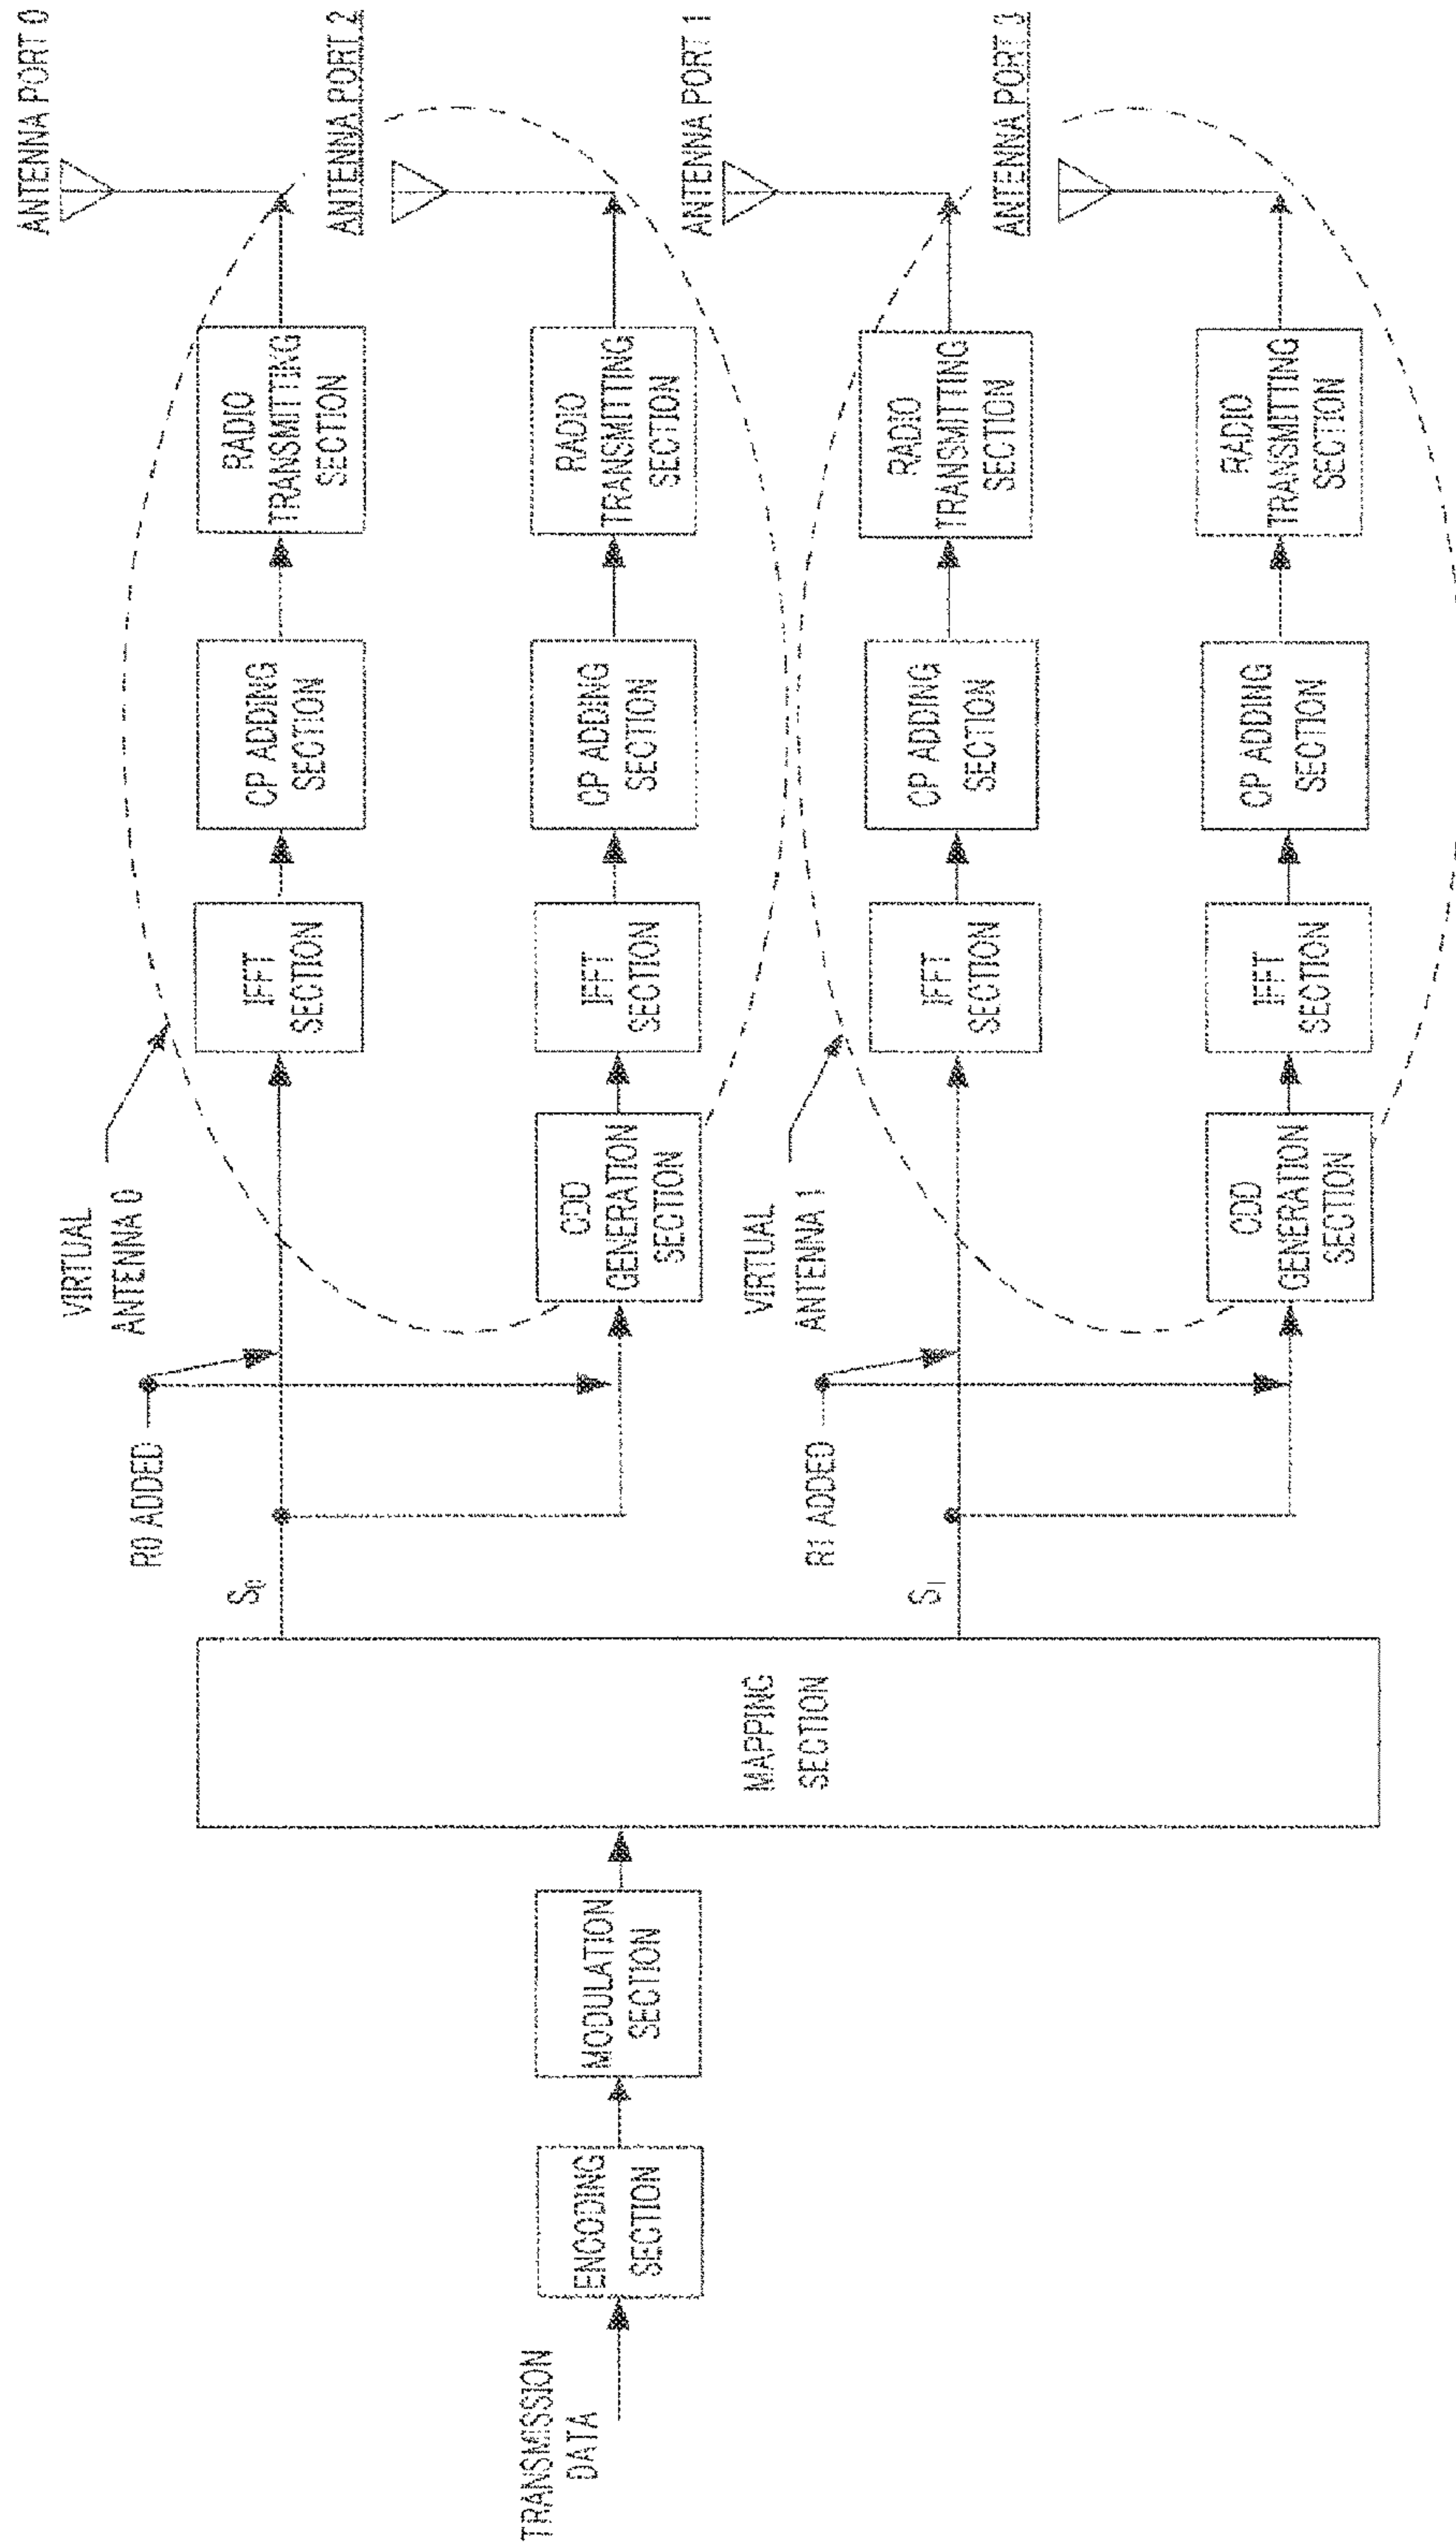 TRANSMISSION
DATA
ENCODING
SECTION
MODULATION
SECTION
MAPPING
SECTION
S0
R0 ADDED
VIRTUAL
ANTENNA 0
IFFT
SECTION
CP ADDING
SECTION
RADIO
TRANSMITTING
SECTION
ANTENNA PORT 0
CDD
GENERATION
SECTION
IFFT
SECTION
CP ADDING
SECTION
RADIO
TRANSMITTING
SECTION
ANTENNA PORT 2
S1
R1 ADDED
VIRTUAL
ANTENNA 1
IFFT
SECTION
CP ADDING
SECTION
RADIO
TRANSMITTING
SECTION
ANTENNA PORT 1
CDD
GENERATION
SECTION
IFFT
SECTION
CP ADDING
SECTION
RADIO
TRANSMITTING
SECTION
ANTENNA PORT 3